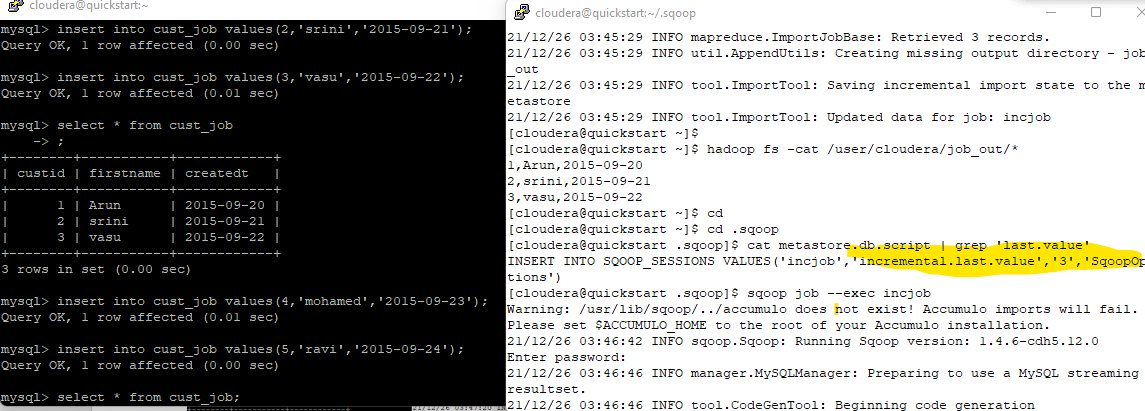 cloudera@quickstart:~
mysql> insert into cust_job values(2,'srini','2015-09-21');
Query OK, 1 row affected (0.00 sec)
mysql> insert into cust_job values(3,'vasu','2015-09-22');
Query OK, 1 row affected (0.01 sec)
mysql> select * from cust_job
    -> ;
+--------+-----------+------------+
| custid | firstname | createdt   |
+--------+-----------+------------+
|      1 | Arun      | 2015-09-20 |
|      2 | srini     | 2015-09-21 |
|      3 | vasu      | 2015-09-22 |
+--------+-----------+------------+
3 rows in set (0.00 sec)
mysql> insert into cust_job values(4,'mohamed','2015-09-23');
Query OK, 1 row affected (0.01 sec)
mysql> insert into cust_job values(5,'ravi','2015-09-24');
Query OK, 1 row affected (0.00 sec)
mysql> select * from cust_job;
cloudera@quickstart:~/.sqoop
21/12/26 03:45:29 INFO mapreduce.ImportJobBase: Retrieved 3 records.
21/12/26 03:45:29 INFO util.AppendUtils: Creating missing output directory - job
_out
21/12/26 03:45:29 INFO tool.ImportTool: Saving incremental import state to the m
etastore
21/12/26 03:45:29 INFO tool.ImportTool: Updated data for job: incjob
[cloudera@quickstart ~]$
[cloudera@quickstart ~]$ hadoop fs -cat /user/cloudera/job_out/*
1,Arun,2015-09-20
2,srini,2015-09-21
3,vasu,2015-09-22
[cloudera@quickstart ~]$ cd
[cloudera@quickstart ~]$ cd .sqoop
[cloudera@quickstart .sqoop]$ cat metastore.db.script | grep 'last.value'
INSERT INTO SQOOP_SESSIONS VALUES('incjob','incremental.last.value','3','SqoopOp
tions')
[cloudera@quickstart .sqoop]$ sqoop job --exec incjob
Warning: /usr/lib/sqoop/../accumulo does not exist! Accumulo imports will fail.
Please set $ACCUMULO_HOME to the root of your Accumulo installation.
21/12/26 03:46:42 INFO sqoop.Sqoop: Running Sqoop version: 1.4.6-cdh5.12.0
Enter password:
21/12/26 03:46:46 INFO manager.MySQLManager: Preparing to use a MySQL streaming
resultset.
21/12/26 03:46:46 INFO tool.CodeGenTool: Beginning code generation